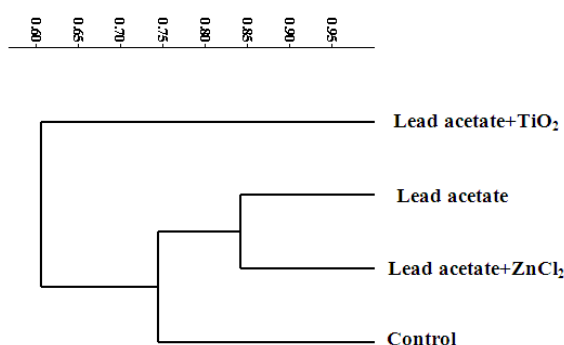 0.60 0.65 0.70 0.75 0.80 0.85 0.90 0.95
Lead acetate+TiO₂
Lead acetate
Lead acetate+ZnCl₂
Control